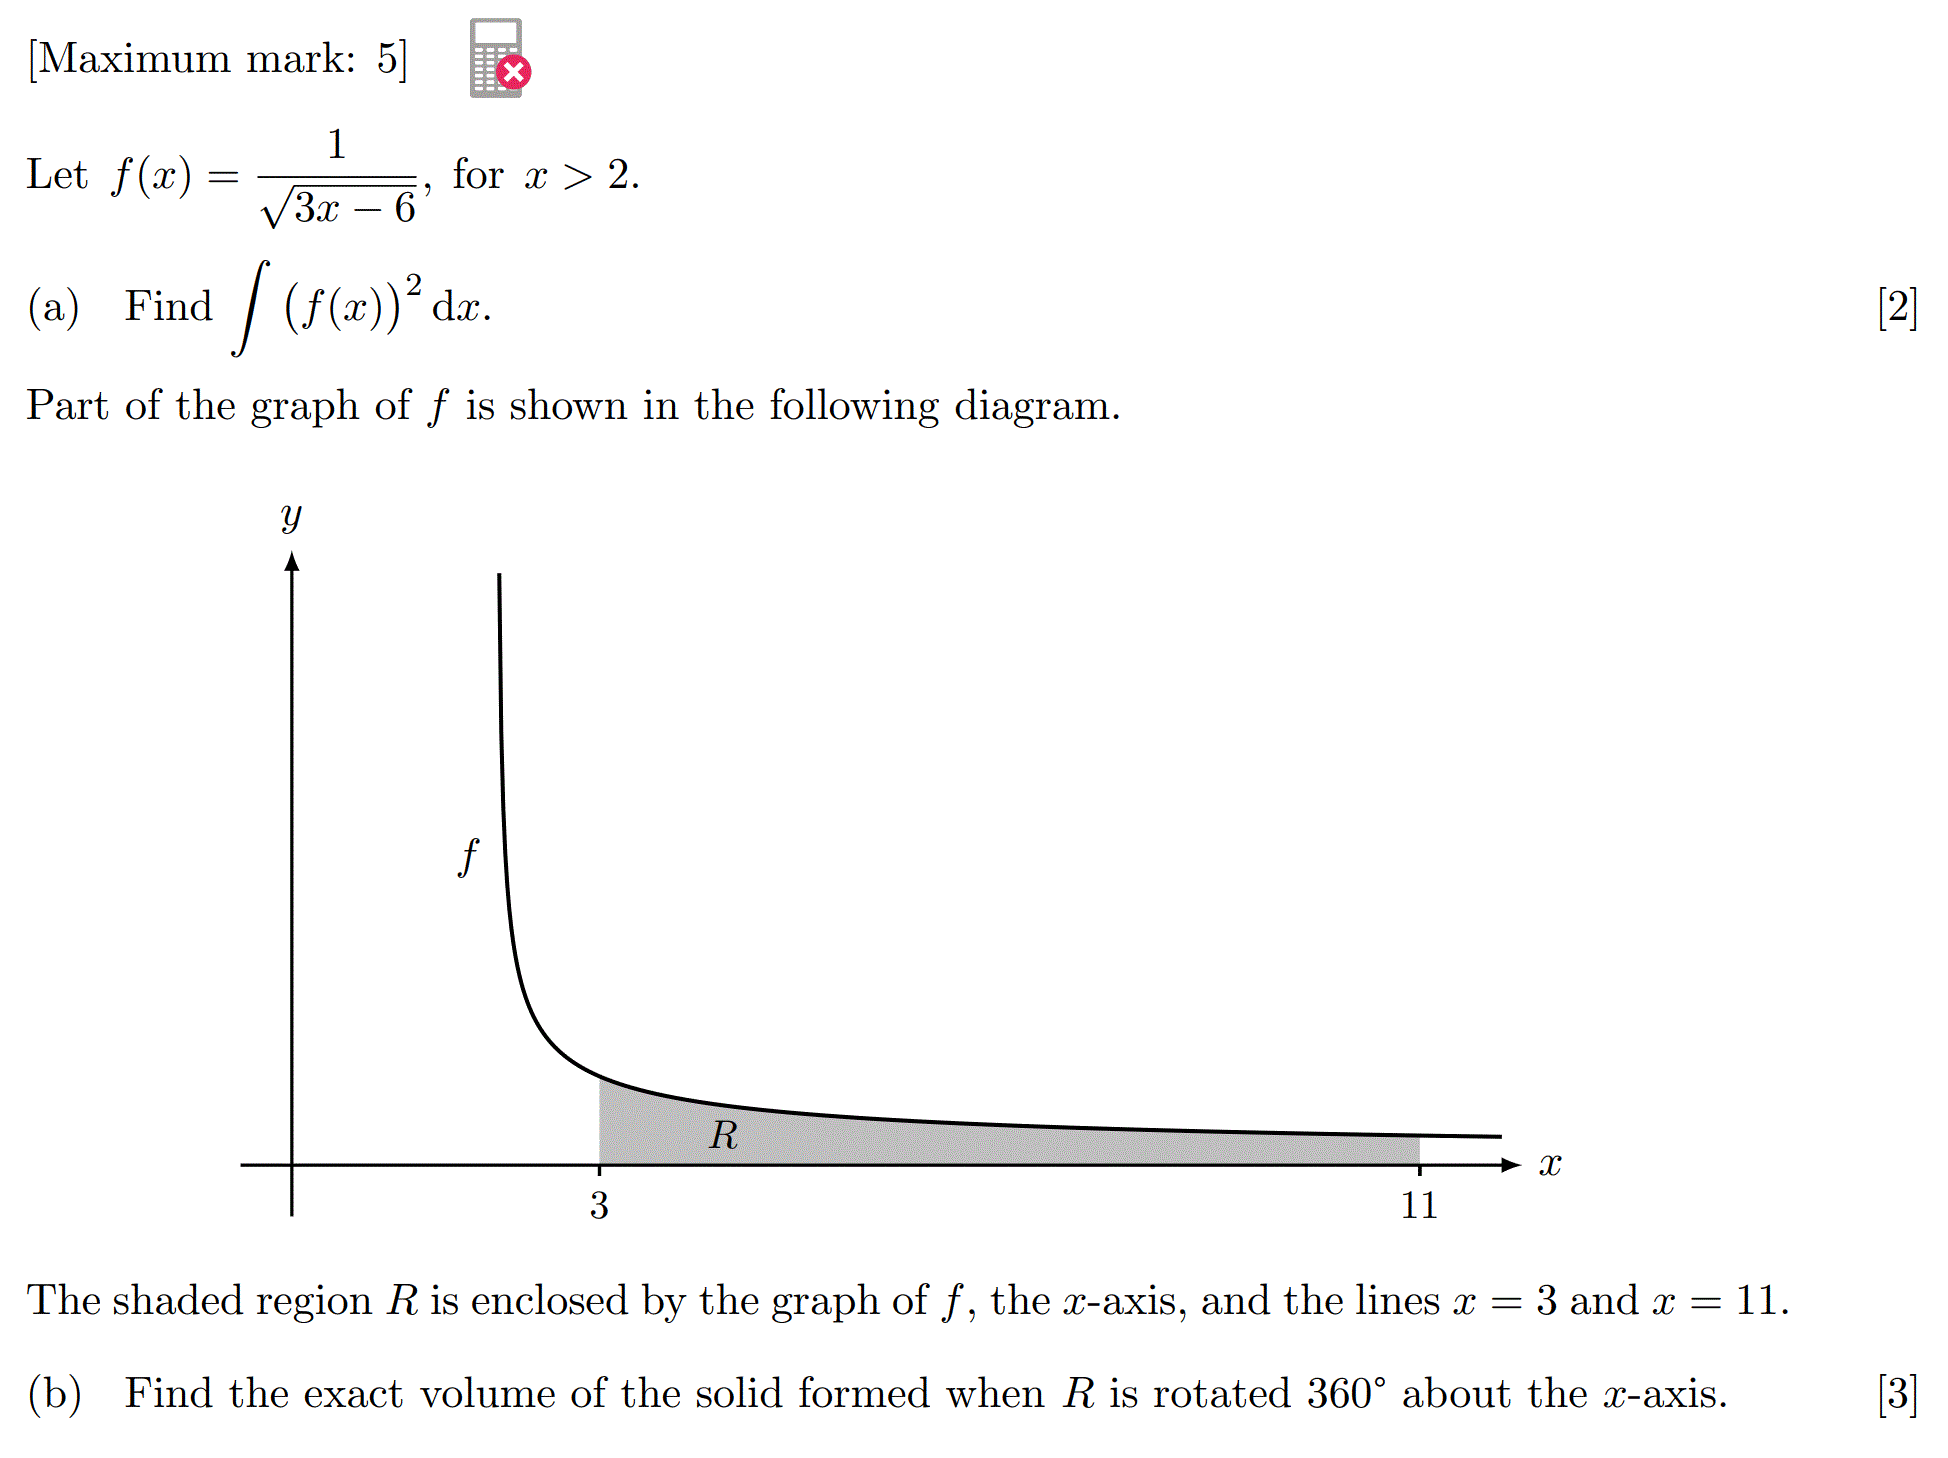 [Maximum mark: 5]
Let f(x) = 1/√(3x − 6), for x > 2.
(a) Find ∫ (f(x))² dx. [2]
Part of the graph of f is shown in the following diagram.
y
f
R
x
3 11
The shaded region R is enclosed by the graph of f, the x-axis, and the lines x = 3 and x = 11.
(b) Find the exact volume of the solid formed when R is rotated 360° about the x-axis. [3]